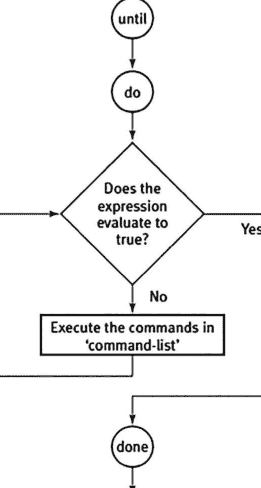 until
do
Does the
expression
evaluate to
true?
Yes
No
Execute the commands in
‘command-list’
done